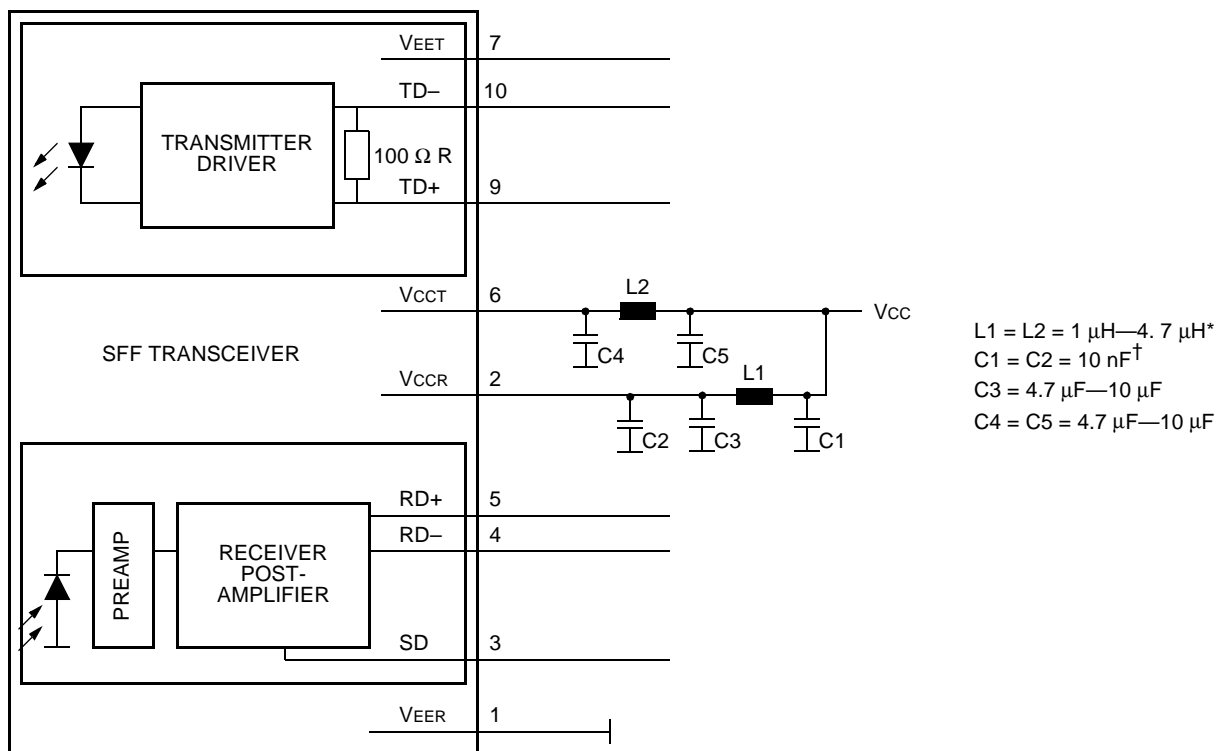 VEET 7
TD– 10
TRANSMITTER
DRIVER
100 Ω R
TD+ 9
VCCT 6
L2
VCC
C4
C5
SFF TRANSCEIVER
VCCR 2
L1
C2
C3
C1
L1 = L2 = 1 μH—4. 7 μH*
C1 = C2 = 10 nF†
C3 = 4.7 μF—10 μF
C4 = C5 = 4.7 μF—10 μF
RD+ 5
RD– 4
PREAMP
RECEIVER
POST-
AMPLIFIER
SD 3
VEER 1